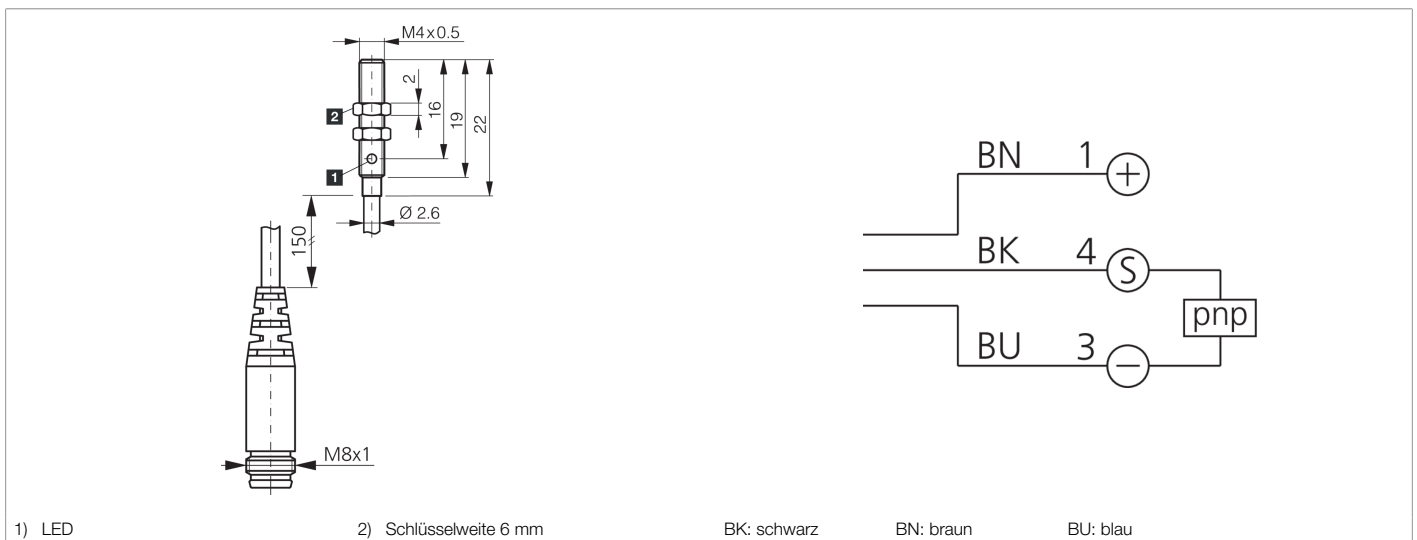 M4x0.5
2
16
19
22
2
1
Ø 2.6
150
M8x1
BN 1
+
BK 4
S
pnp
BU 3
−
1) LED 2) Schlüsselweite 6 mm BK: schwarz BN: braun BU: blau